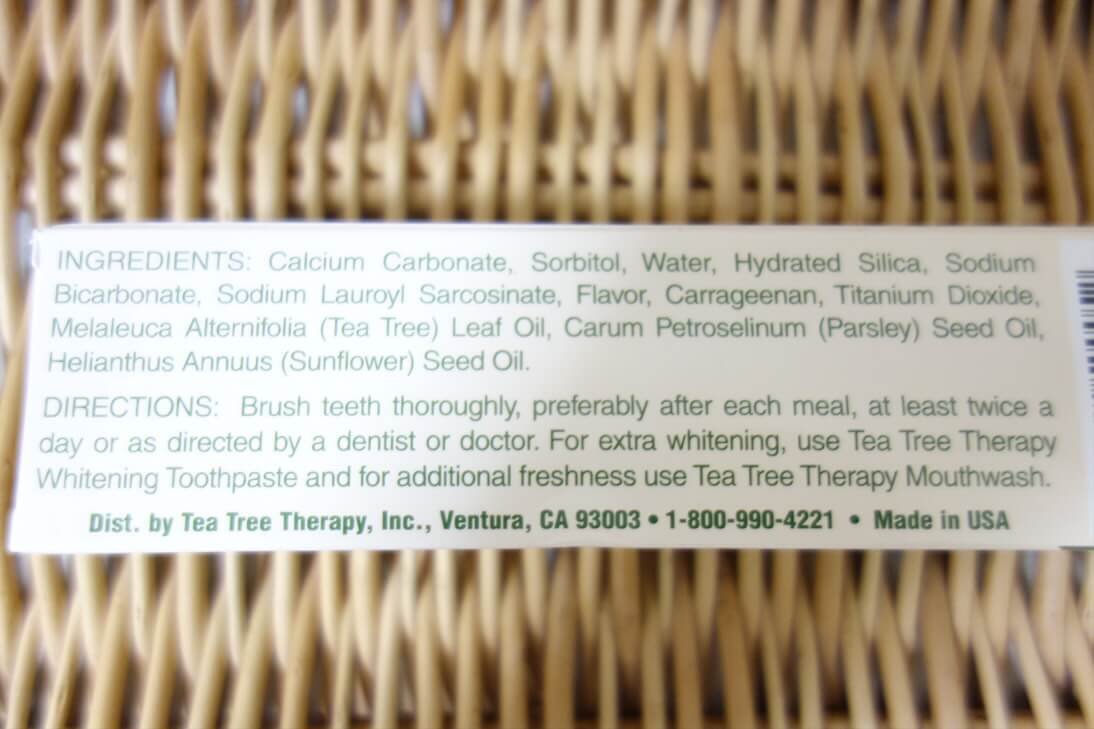 INGREDIENTS: Calcium Carbonate, Sorbitol, Water, Hydrated Silica, Sodium
Bicarbonate, Sodium Lauroyl Sarcosinate, Flavor, Carrageenan, Titanium Dioxide,
Melaleuca Alternifolia (Tea Tree) Leaf Oil, Carum Petroselinum (Parsley) Seed Oil,
Helianthus Annuus (Sunflower) Seed Oil.
DIRECTIONS: Brush teeth thoroughly, preferably after each meal, at least twice a
day or as directed by a dentist or doctor. For extra whitening, use Tea Tree Therapy
Whitening Toothpaste and for additional freshness use Tea Tree Therapy Mouthwash.
Dist. by Tea Tree Therapy, Inc., Ventura, CA 93003 • 1-800-990-4221 • Made in USA